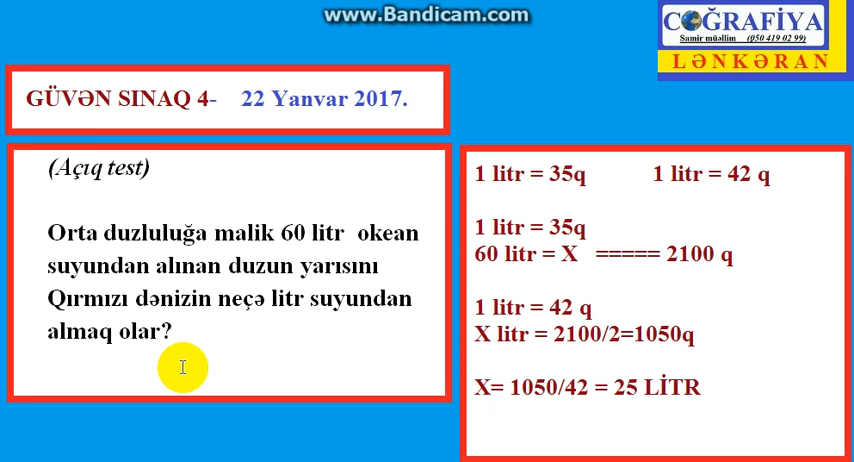 www.Bandicam.com
COĞRAFİYA
Samir müəllim (050 419 02 99)
LƏNKƏRAN
GÜVƏN SINAQ 4- 22 Yanvar 2017.
(Açıq test)
Orta duzluluğa malik 60 litr okean
suyundan alınan duzun yarısını
Qırmızı dənizin neçə litr suyundan
almaq olar?
1 litr = 35q 1 litr = 42 q
1 litr = 35q
60 litr = X ===== 2100 q
1 litr = 42 q
X litr = 2100/2=1050q
X= 1050/42 = 25 LİTR